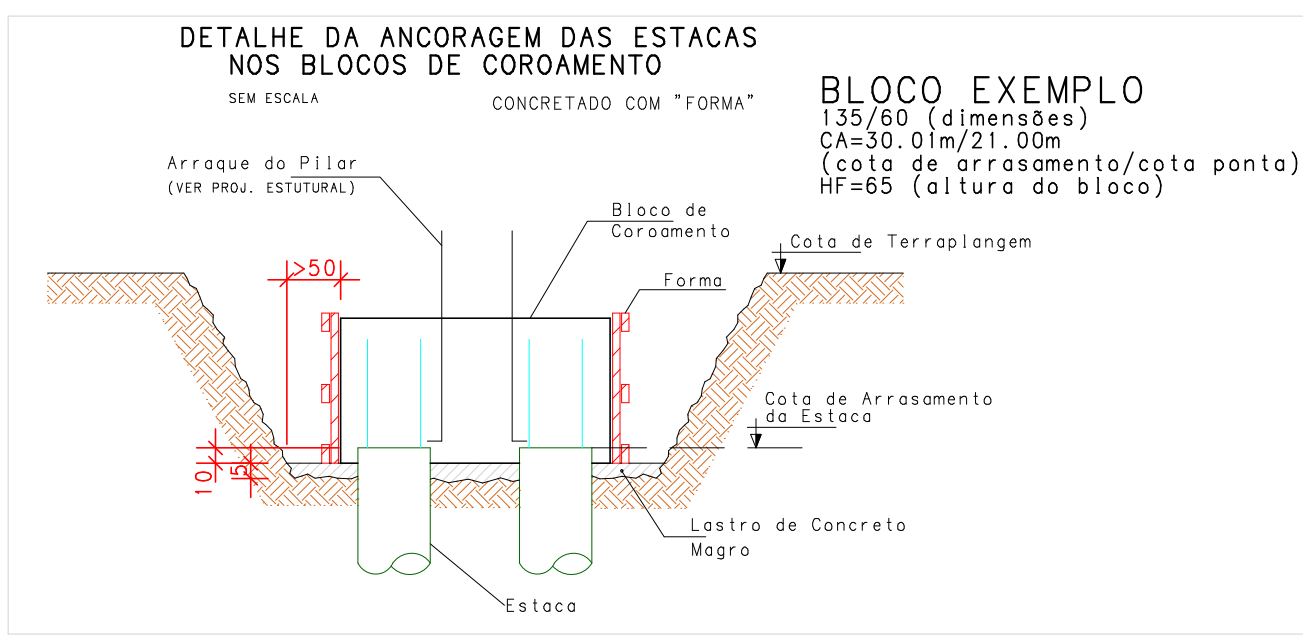 DETALHE DA ANCORAGEM DAS ESTACAS
NOS BLOCOS DE COROAMENTO
SEM ESCALA
CONCRETADO COM "FORMA"
BLOCO EXEMPLO
135/60 (dimensões)
CA=30.01m/21.00m
(cota de arrasamento/cota ponta)
HF=65 (altura do bloco)
Arraque do Pilar
(VER PROJ. ESTUTURAL)
Bloco de
Coroamento
Cota de Terraplangem
>50
Forma
Cota de Arrasamento
da Estaca
10
5
Lastro de Concreto
Magro
Estaca